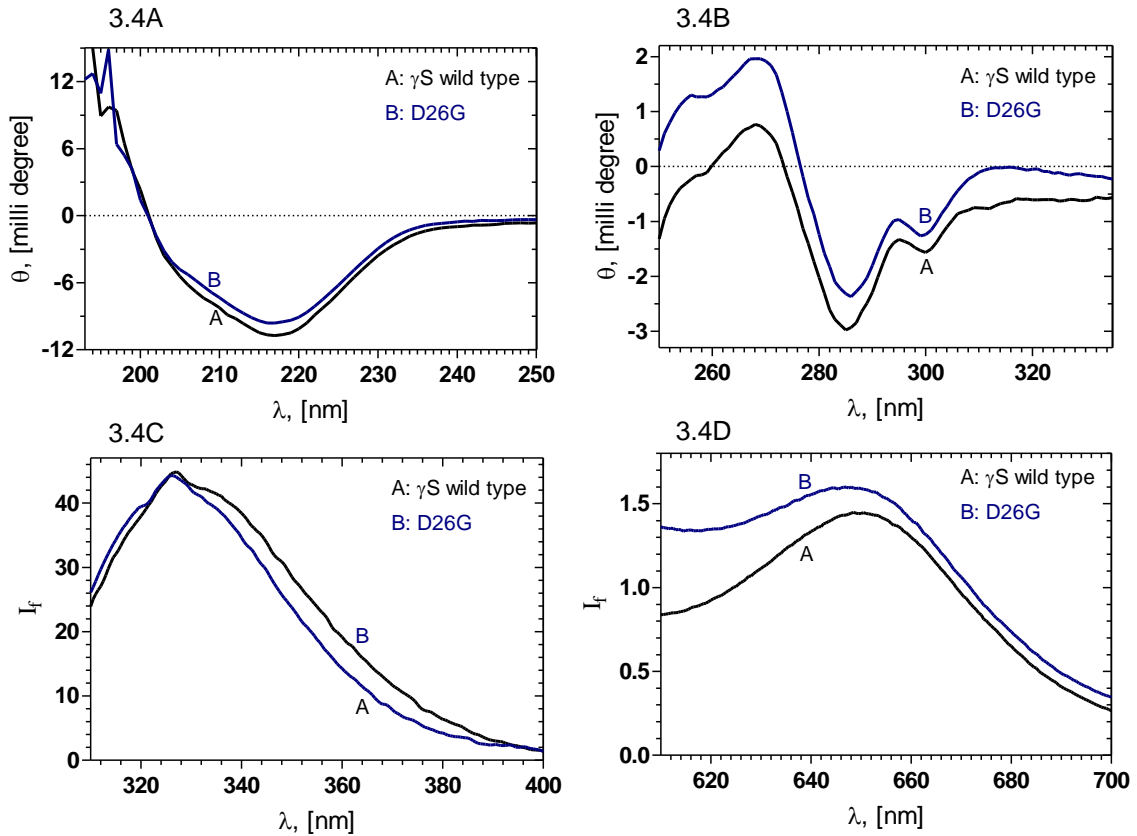 3.4A
12
6
0
-6
-12
θ, [milli degree]
A: γS wild type
B: D26G
B
A
200 210 220 230 240 250
λ, [nm]
3.4B
2
1
0
-1
-2
-3
θ, [milli degree]
A: γS wild type
B: D26G
B
A
260 280 300 320
λ, [nm]
3.4C
40
30
20
10
0
If
A: γS wild type
B: D26G
B
A
320 340 360 380 400
λ, [nm]
3.4D
1.5
1.0
0.5
0.0
If
A: γS wild type
B: D26G
B
A
620 640 660 680 700
λ, [nm]